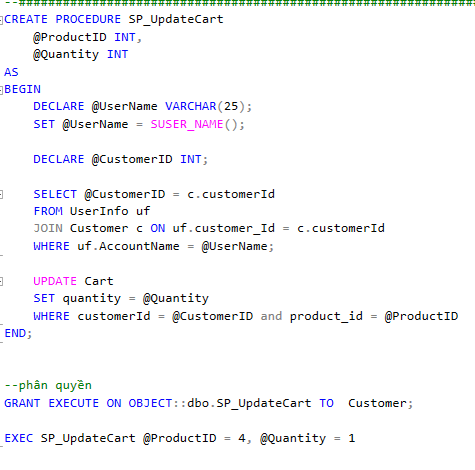 --##############################################################
CREATE PROCEDURE SP_UpdateCart
@ProductID INT,
@Quantity INT
AS
BEGIN
DECLARE @UserName VARCHAR(25);
SET @UserName = SUSER_NAME();
DECLARE @CustomerID INT;
SELECT @CustomerID = c.customerId
FROM UserInfo uf
JOIN Customer c ON uf.customer_Id = c.customerId
WHERE uf.AccountName = @UserName;
UPDATE Cart
SET quantity = @Quantity
WHERE customerId = @CustomerID and product_id = @ProductID
END;
--phân quyền
GRANT EXECUTE ON OBJECT::dbo.SP_UpdateCart TO  Customer;
EXEC SP_UpdateCart @ProductID = 4, @Quantity = 1